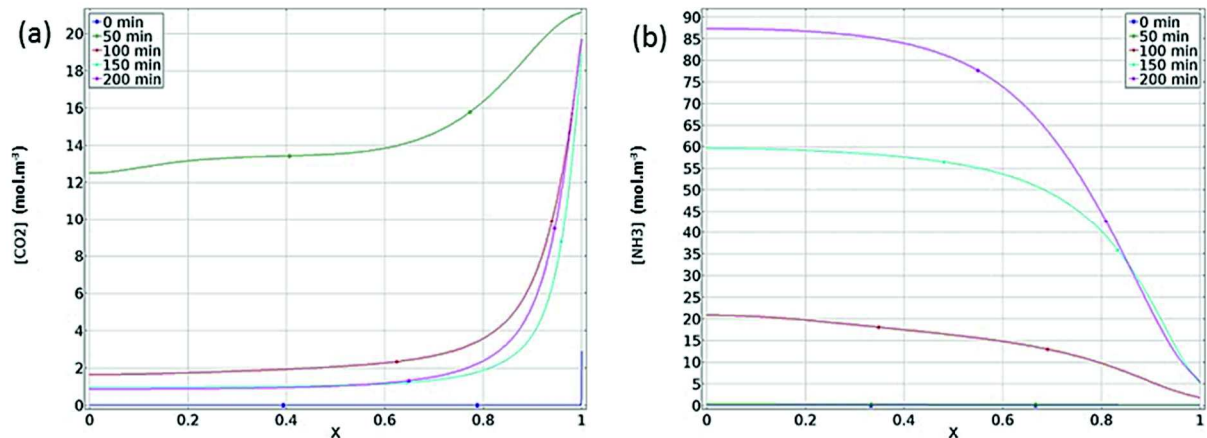 (a)
[CO2] (mol.m⁻³)
0 min
50 min
100 min
150 min
200 min
20
18
16
14
12
10
8
6
4
2
0
0
0.2
0.4
0.6
0.8
1
X
(b)
[NH3] (mol.m⁻³)
0 min
50 min
100 min
150 min
200 min
90
85
80
75
70
65
60
55
50
45
40
35
30
25
20
15
10
5
0
0
0.2
0.4
0.6
0.8
1
X